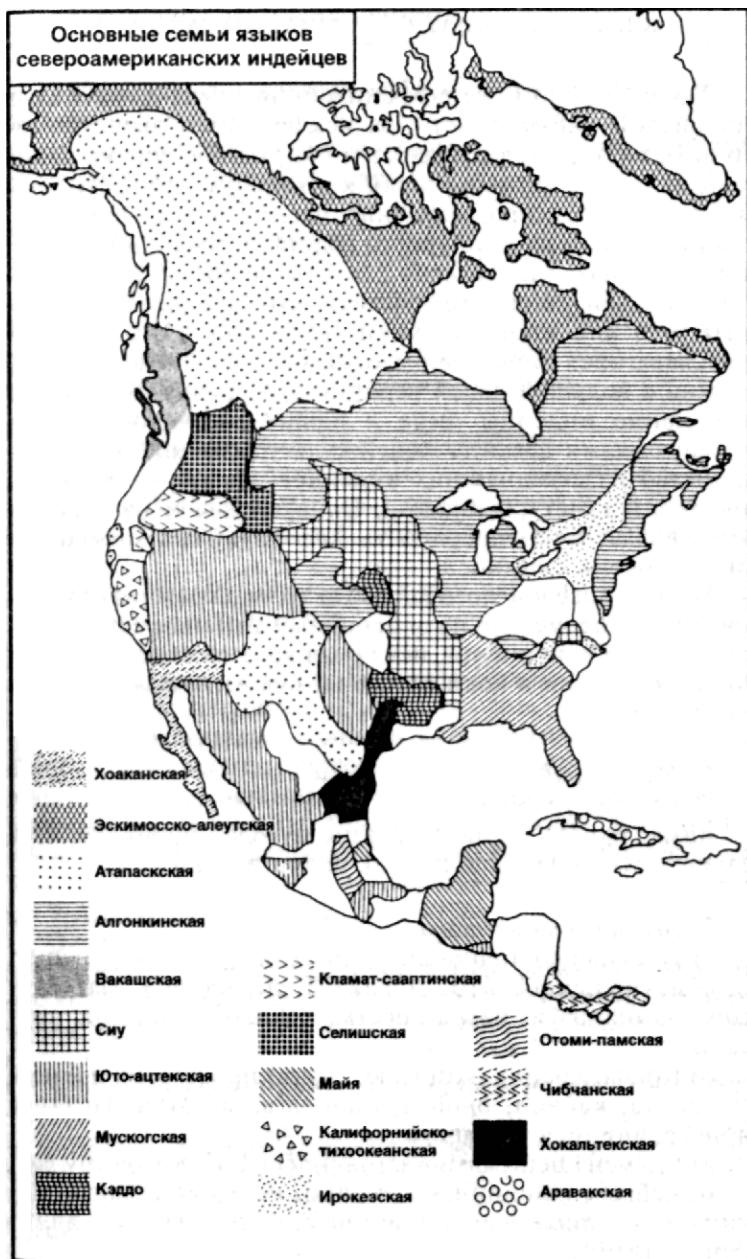 Основные семьи языков
североамериканских индейцев
Хоаканская
Эскимосско-алеутская
Атапаскская
Алгонкинская
Вакашская
Сиу
Юто-ацтекская
Мускогская
Кэддо
Кламат-сааптинская
Селишская
Майя
Калифорнийско-
тихоокеанская
Ирокезская
Отоми-памская
Чибчанская
Хокальтекская
Аравакская